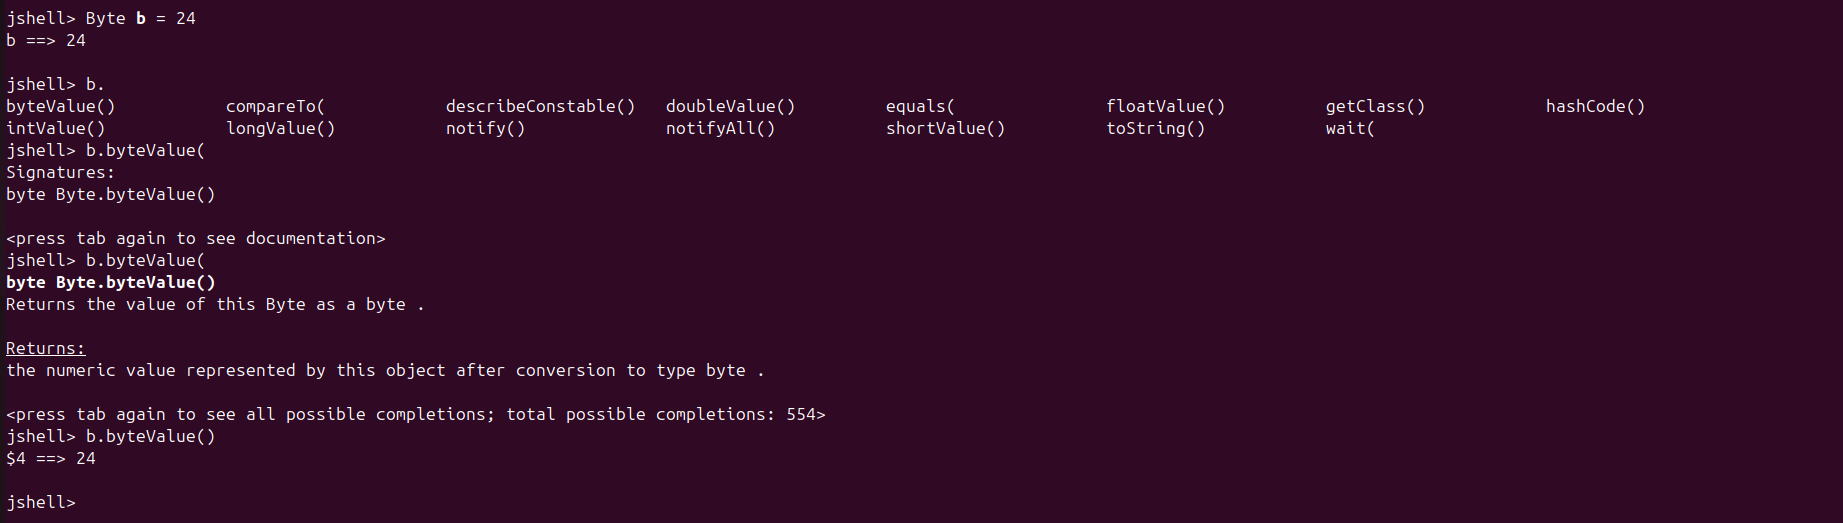 jshell> Byte b = 24
b ==> 24
jshell> b.
byteValue() compareTo( describeConstable() doubleValue() equals( floatValue() getClass() hashCode()
intValue() longValue() notify() notifyAll() shortValue() toString() wait(
jshell> b.byteValue(
Signatures:
byte Byte.byteValue()
<press tab again to see documentation>
jshell> b.byteValue(
byte Byte.byteValue()
Returns the value of this Byte as a byte .
Returns:
the numeric value represented by this object after conversion to type byte .
<press tab again to see all possible completions; total possible completions: 554>
jshell> b.byteValue()
$4 ==> 24
jshell>